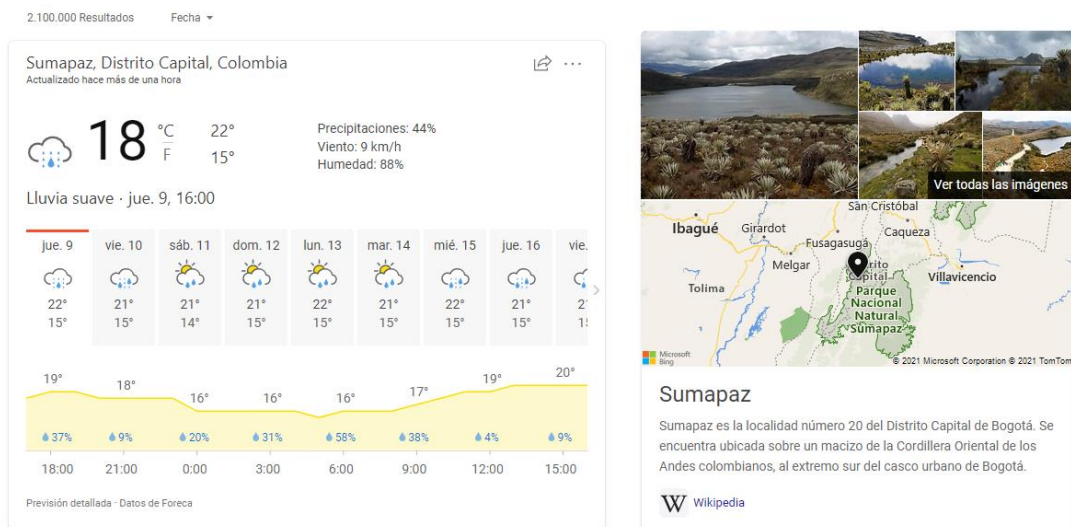 2.100.000 Resultados Fecha
Sumapaz, Distrito Capital, Colombia
Actualizado hace más de una hora
18 °C F 22° 15°
Precipitaciones: 44%
Viento: 9 km/h
Humedad: 88%
Lluvia suave · jue. 9, 16:00
jue. 9 vie. 10 sáb. 11 dom. 12 lun. 13 mar. 14 mié. 15 jue. 16 vie.
22° 21° 21° 21° 22° 21° 22° 21°
15° 15° 14° 15° 15° 15° 15° 15°
19° 18° 16° 16° 16° 17° 19° 20°
37% 9% 20% 31% 58% 38% 4% 9%
18:00 21:00 0:00 3:00 6:00 9:00 12:00 15:00
Previsión detallada · Datos de Foreca
Ver todas las imágenes
San Cristóbal
Ibagué Girardot Caqueza
Fusagasugá
Melgar
Capital
Tolima Villavicencio
Parque
Nacional
Natural
Sumapaz
Microsoft
Bing
© 2021 Microsoft Corporation © 2021 TomTom
Sumapaz
Sumapaz es la localidad número 20 del Distrito Capital de Bogotá. Se
encuentra ubicada sobre un macizo de la Cordillera Oriental de los
Andes colombianos, al extremo sur del casco urbano de Bogotá.
W Wikipedia